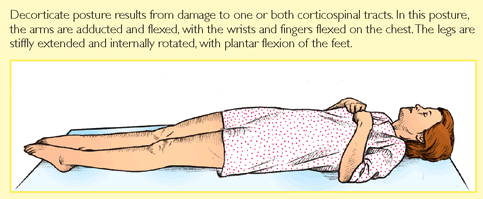 Decorticate posture results from damage to one or both corticospinal tracts. In this posture,
the arms are adducted and flexed, with the wrists and fingers flexed on the chest. The legs are
stiffly extended and internally rotated, with plantar flexion of the feet.